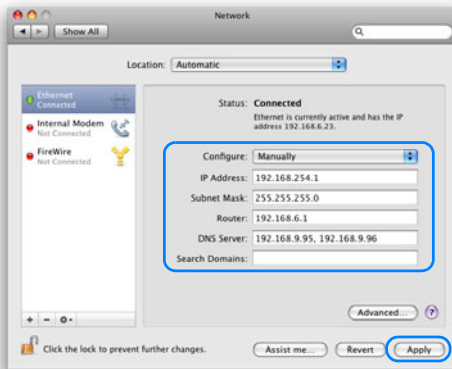 Network
Show All
Location: Automatic
Ethernet
Connected
Internal Modem
Not Connected
FireWire
Not Connected
Status: Connected
Ethernet is currently active and has the IP
address 192.168.6.23.
Configure: Manually
IP Address: 192.168.254.1
Subnet Mask: 255.255.255.0
Router: 192.168.6.1
DNS Server: 192.168.9.95, 192.168.9.96
Search Domains:
Advanced... ?
Click the lock to prevent further changes.
Assist me... Revert Apply